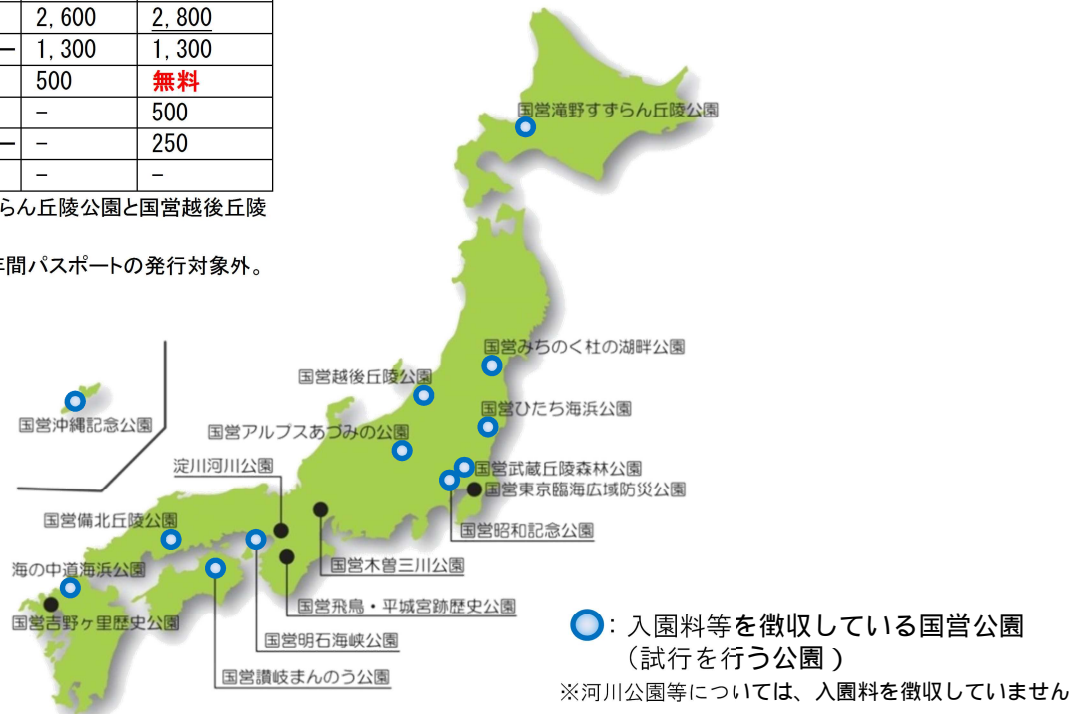 2,600 2,800
ー 1,300 1,300
500 無料
- 500
ー - 250
- -
らん丘陵公園と国営越後丘陵
年間パスポートの発行対象外。
国営滝野すずらん丘陵公園
国営みちのく杜の湖畔公園
国営越後丘陵公園
国営ひたち海浜公園
国営沖縄記念公園
国営アルプスあづみの公園
淀川河川公園
国営武蔵丘陵森林公園
国営東京臨海広域防災公園
国営備北丘陵公園
国営昭和記念公園
海の中道海浜公園
国営木曽三川公園
国営飛鳥・平城宮跡歴史公園
国営吉野ヶ里歴史公園
国営明石海峡公園
国営讃岐まんのう公園
：入園料等を徴収している国営公園
（試行を行う公園）
※河川公園等については、入園料を徴収していません